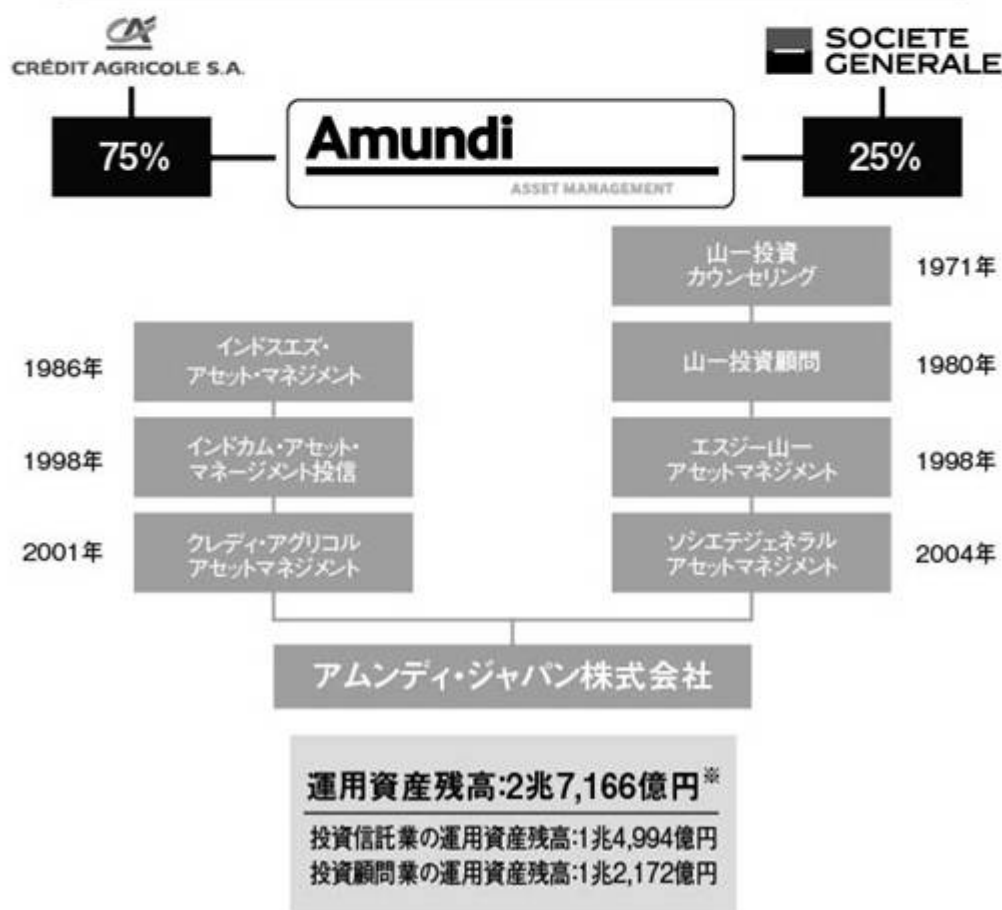 CRÉDIT AGRICOLE S.A.
SOCIETE
GENERALE
75%
Amundi
ASSET MANAGEMENT
25%
山一投資
カウンセリング
1971年
1986年
インドスエズ・
アセット・マネジメント
山一投資顧問
1980年
1998年
インドカム・アセット・
マネージメント投信
エスジー山一
アセットマネジメント
1998年
2001年
クレディ・アグリコル
アセットマネジメント
ソシエテジェネラル
アセットマネジメント
2004年
アムンディ・ジャパン株式会社
運用資産残高:2兆7,166億円※
投資信託業の運用資産残高:1兆4,994億円
投資顧問業の運用資産残高:1兆2,172億円